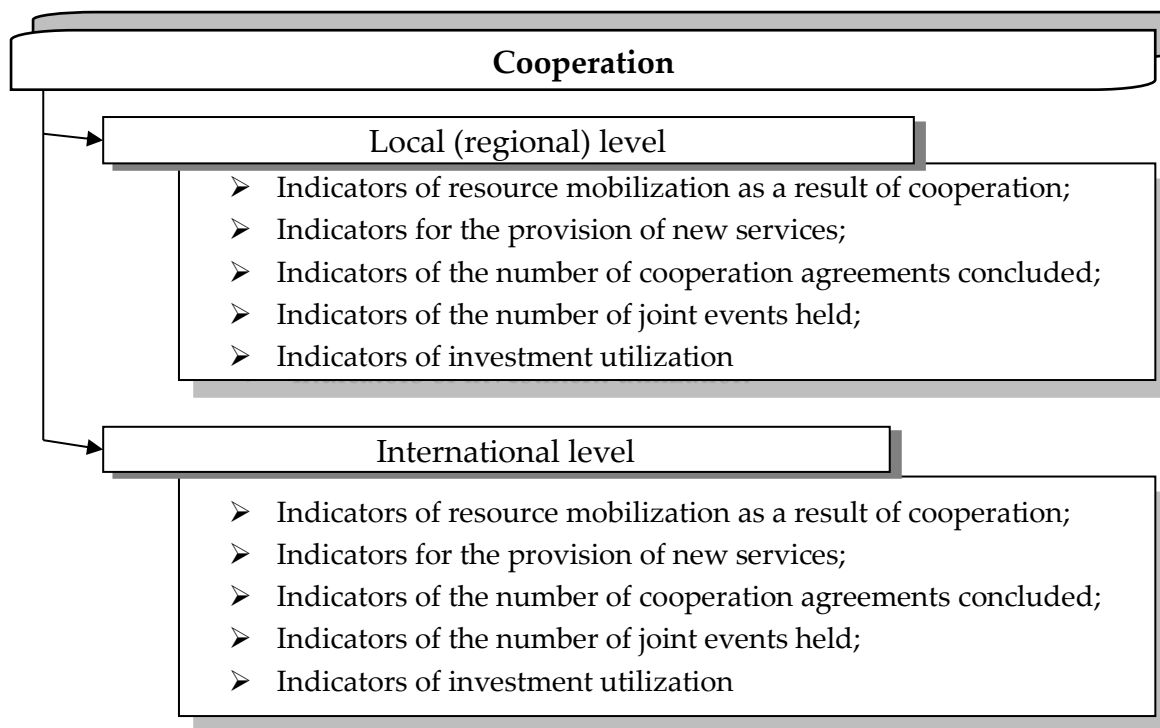 Cooperation
Local (regional) level
➢ Indicators of resource mobilization as a result of cooperation;
➢ Indicators for the provision of new services;
➢ Indicators of the number of cooperation agreements concluded;
➢ Indicators of the number of joint events held;
➢ Indicators of investment utilization
International level
➢ Indicators of resource mobilization as a result of cooperation;
➢ Indicators for the provision of new services;
➢ Indicators of the number of cooperation agreements concluded;
➢ Indicators of the number of joint events held;
➢ Indicators of investment utilization